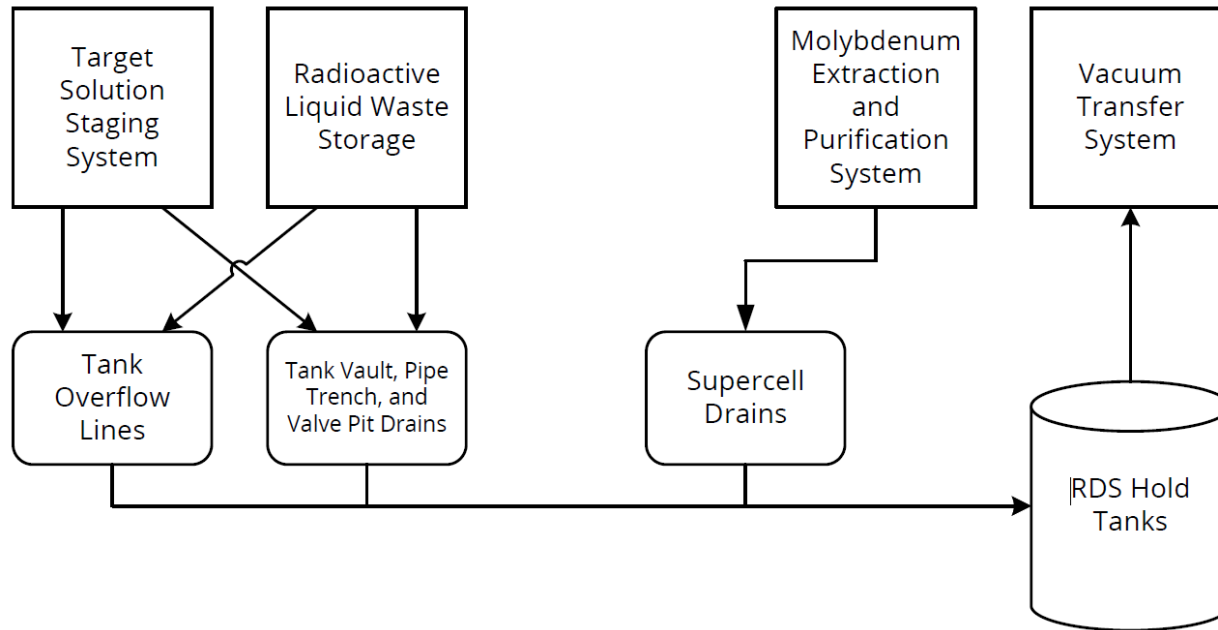 Target
Solution
Staging
System
Radioactive
Liquid Waste
Storage
Molybdenum
Extraction
and
Purification
System
Vacuum
Transfer
System
Tank
Overflow
Lines
Tank Vault, Pipe
Trench, and
Valve Pit Drains
Supercell
Drains
RDS Hold
Tanks